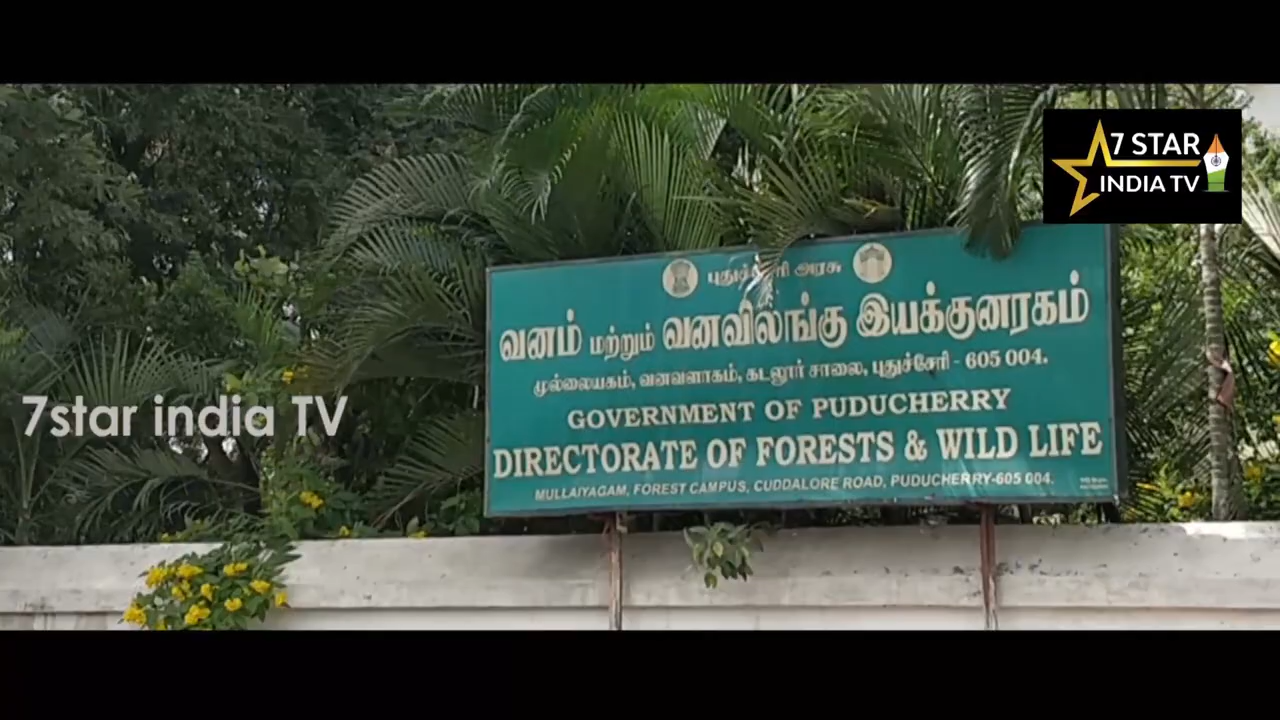 7 STAR
INDIA TV
புதுச்சேரி அரசு
வனம் மற்றும் வனவிலங்கு இயக்குனரகம்
முல்லையகம், வனவளாகம், கடலூர் சாலை, புதுச்சேரி - 605 004.
GOVERNMENT OF PUDUCHERRY
DIRECTORATE OF FORESTS & WILD LIFE
MULLAIYAGAM, FOREST CAMPUS, CUDDALORE ROAD, PUDUCHERRY-605 004.
7star india TV